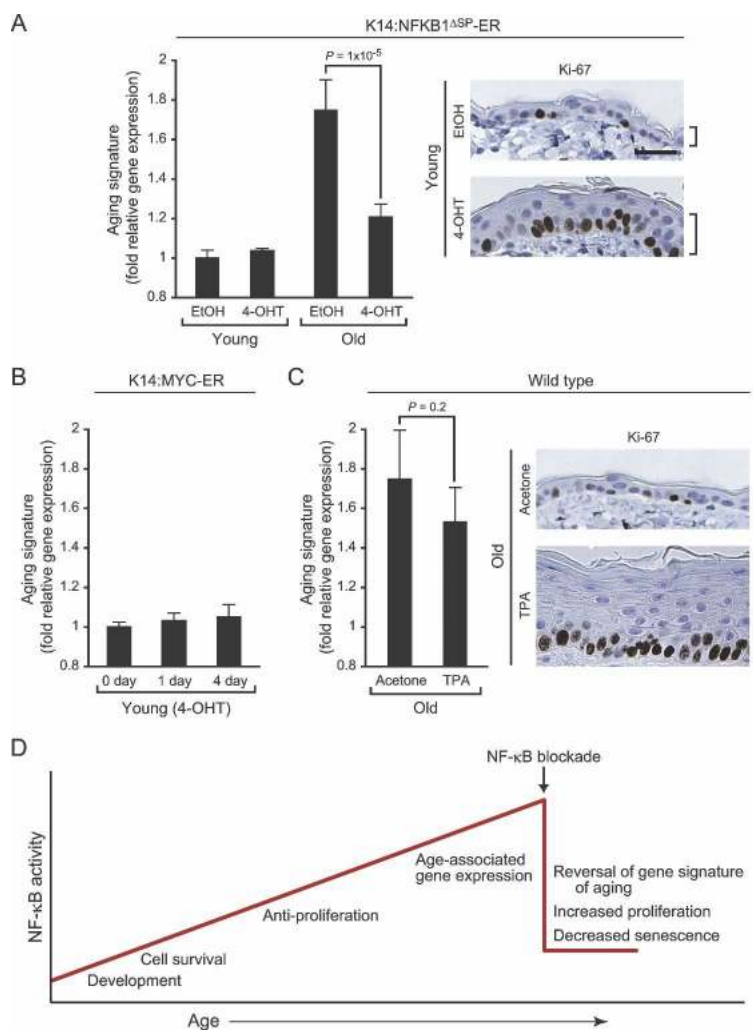 A
K14:NFKB1ΔSP-ER
Aging signature
(fold relative gene expression)
2
1.8
1.6
1.4
1.2
1
0.8
P = 1x10-5
EtOH 4-OHT EtOH 4-OHT
Young Old
Ki-67
Young
EtOH
4-OHT
B
K14:MYC-ER
Aging signature
(fold relative gene expression)
2
1.8
1.6
1.4
1.2
1
0.8
0 day 1 day 4 day
Young (4-OHT)
C
Wild type
Aging signature
(fold relative gene expression)
2
1.8
1.6
1.4
1.2
1
0.8
P = 0.2
Acetone TPA
Old
Ki-67
Old
Acetone
TPA
D
NF-κB blockade
NF-κB activity
Development
Cell survival
Anti-proliferation
Age-associated
gene expression
Reversal of gene signature
of aging
Increased proliferation
Decreased senescence
Age